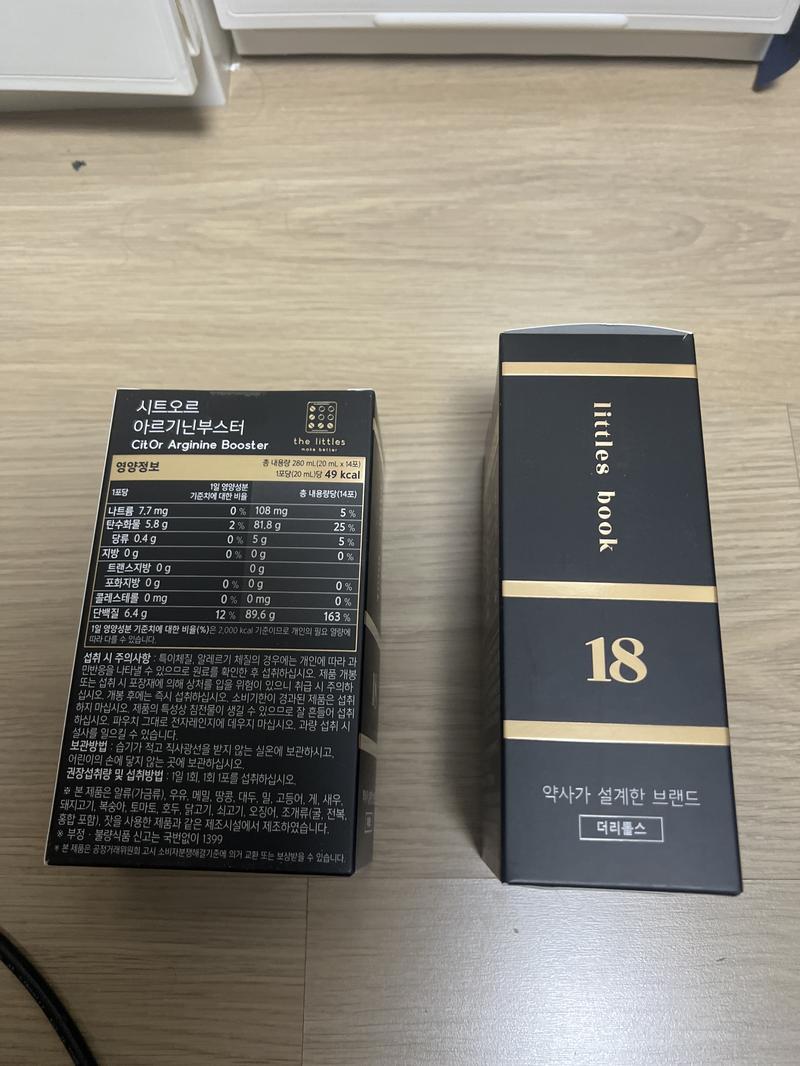 시트오르
아르기닌부스터
CitOr Arginine Booster
the littles
make better
영양정보
총 내용량 280 mL(20 mL x 14포)
1포당(20 mL)당 49 kcal
1포당 1일 영양성분 기준치에 대한 비율 총 내용량당(14포)
나트륨 7.7 mg 0 % 108 mg 5 %
탄수화물 5.8 g 2 % 81.8 g 25 %
당류 0.4 g 0 % 5 g 5 %
지방 0 g 0 % 0 g 0 %
트랜스지방 0 g 0 g
포화지방 0 g 0 % 0 g 0 %
콜레스테롤 0 mg 0 % 0 mg 0 %
단백질 6.4 g 12 % 89.6 g 163 %
1일 영양성분 기준치에 대한 비율(%)은 2,000 kcal 기준이므로 개인의 필요 열량에
따라 다를 수 있습니다.
섭취 시 주의사항 : 특이체질, 알레르기 체질의 경우에는 개인에 따라 과
민반응을 나타낼 수 있으므로 원료를 확인한 후 섭취하십시오. 제품 개봉
또는 섭취 시 포장재에 의해 상처를 입을 위험이 있으니 취급 시 주의하
십시오. 개봉 후에는 즉시 섭취하십시오. 소비기한이 경과된 제품은 섭취
하지 마십시오. 제품의 특성상 침전물이 생길 수 있으므로 잘 흔들어 섭취
하십시오. 파우치 그대로 전자레인지에 데우지 마십시오. 과량 섭취 시
설사를 일으킬 수 있습니다.
보관방법 : 습기가 적고 직사광선을 받지 않는 실온에 보관하시고,
어린이의 손에 닿지 않는 곳에 보관하십시오.
권장섭취량 및 섭취방법 : 1일 1회, 1회 1포를 섭취하십시오.
※ 본 제품은 알류(가금류), 우유, 메밀, 땅콩, 대두, 밀, 고등어, 게, 새우,
돼지고기, 복숭아, 토마토, 호두, 닭고기, 쇠고기, 오징어, 조개류(굴, 전복,
홍합 포함), 잣을 사용한 제품과 같은 제조시설에서 제조하였습니다.
※ 부정 · 불량식품 신고는 국번없이 1399
※ 본 제품은 공정거래위원회 고시 소비자분쟁해결기준에 의거 교환 또는 보상받을 수 있습니다.
littles book
18
약사가 설계한 브랜드
더리틀스